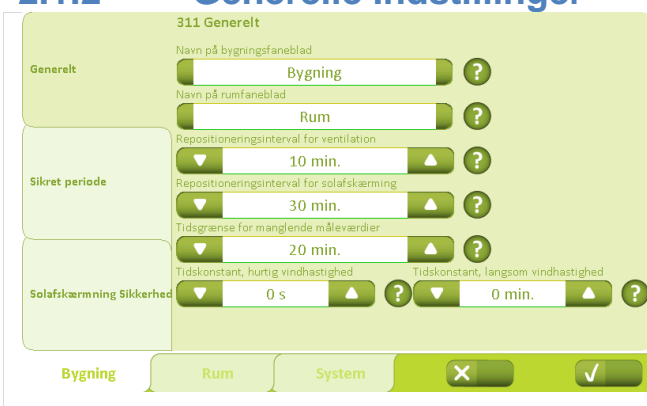 2.1.2 Generelle indstillinger
311 Generelt
Navn på bygningsfaneblad
Generelt
Bygning ?
Navn på rumfaneblad
Rum ?
Repositioneringsinterval for ventilation
10 min. ?
Sikret periode
Repositioneringsinterval for solafskærming
30 min. ?
Tidsgrænse for manglende måleværdier
20 min. ?
Tidskonstant, hurtig vindhastighed Tidskonstant, langsom vindhastighed
Solafskærmning Sikkerhed 0 s ? 0 min. ?
Bygning Rum System